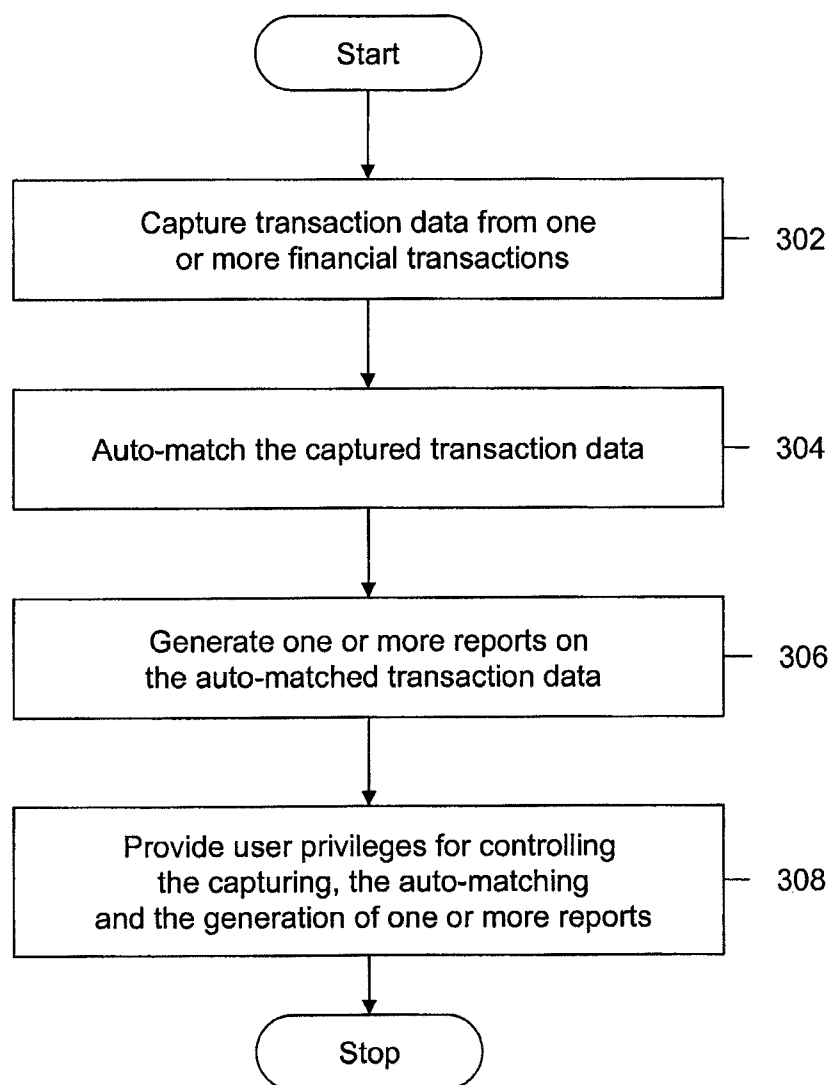 Start
Capture transaction data from one
or more financial transactions
302
Auto-match the captured transaction data
304
Generate one or more reports on
the auto-matched transaction data
306
Provide user privileges for controlling
the capturing, the auto-matching
and the generation of one or more reports
308
Stop